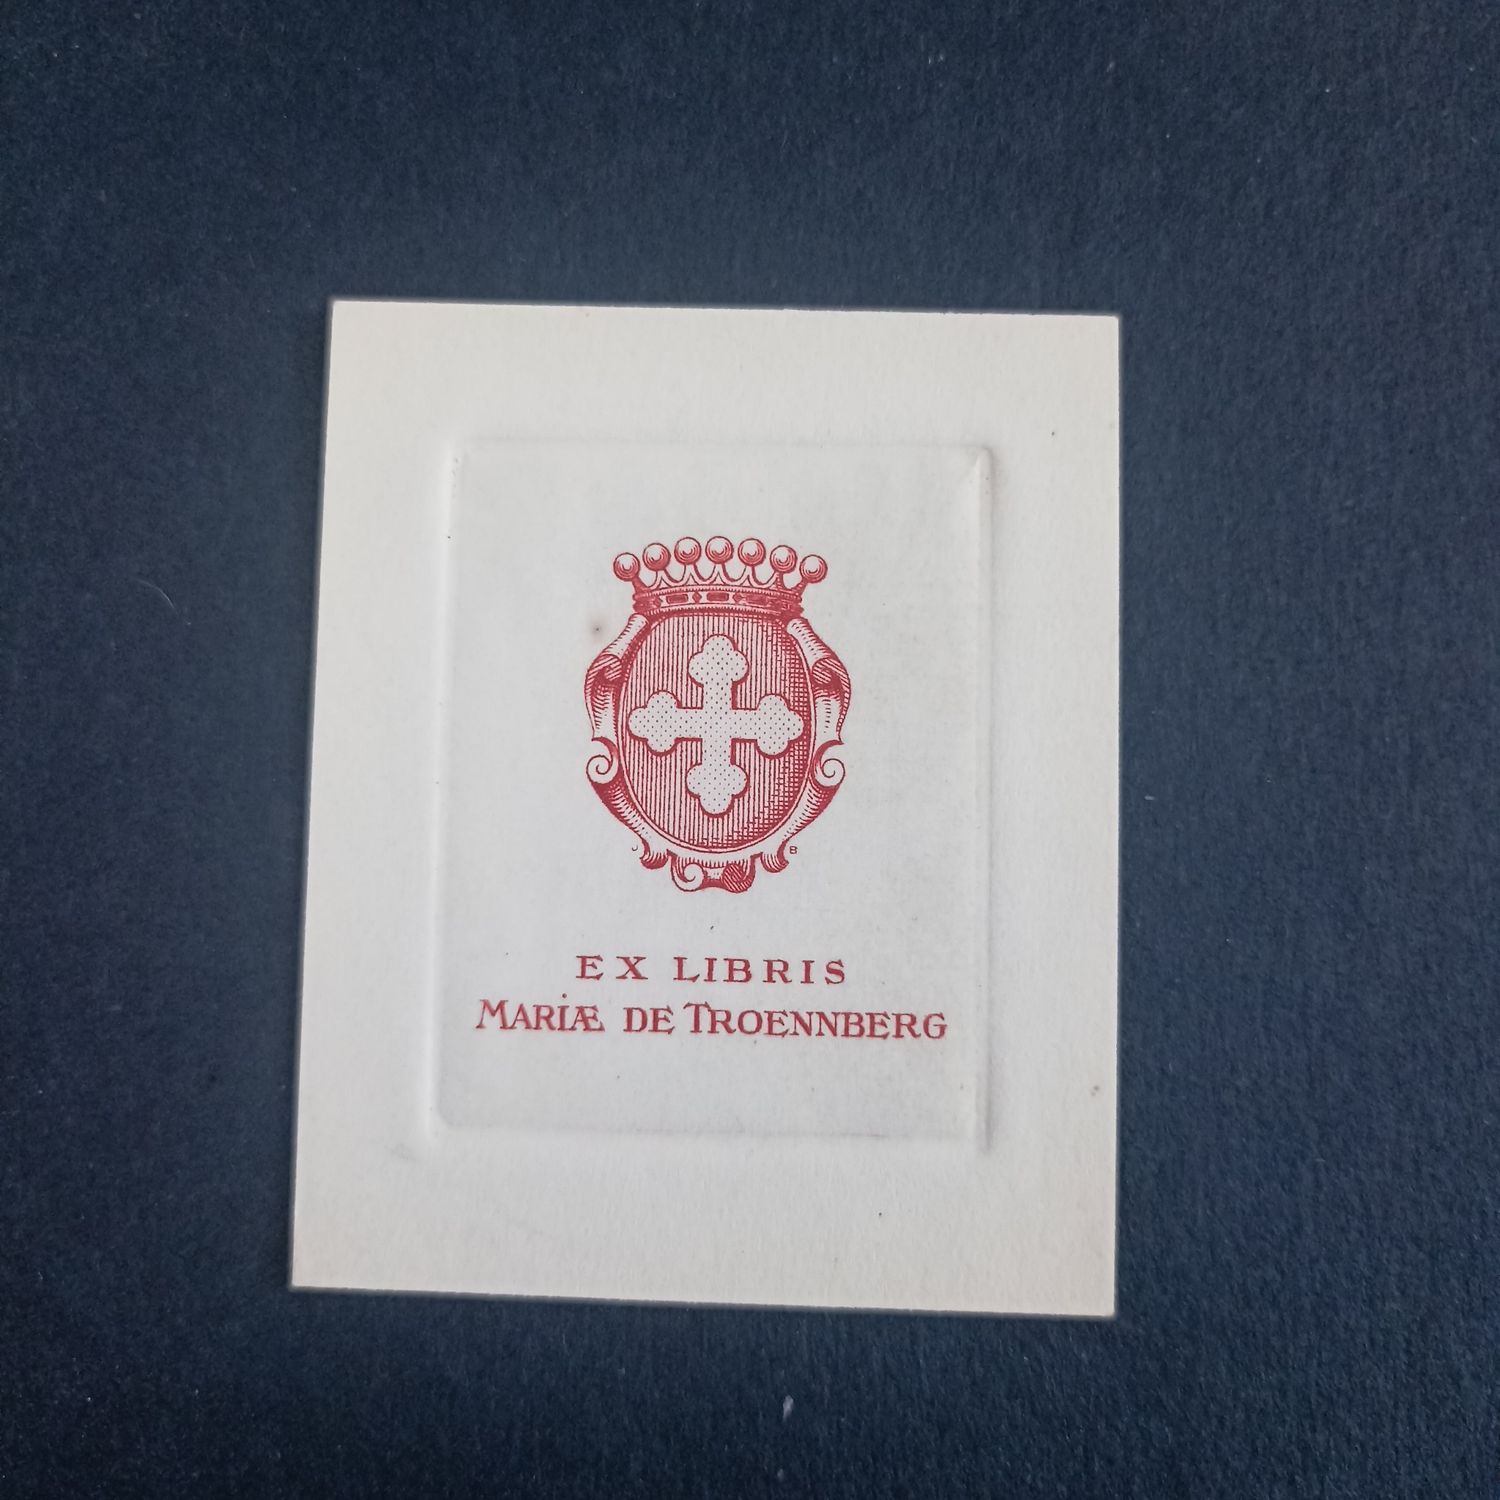 J B
EX LIBRIS
MARIÆ DE TROENNBERG